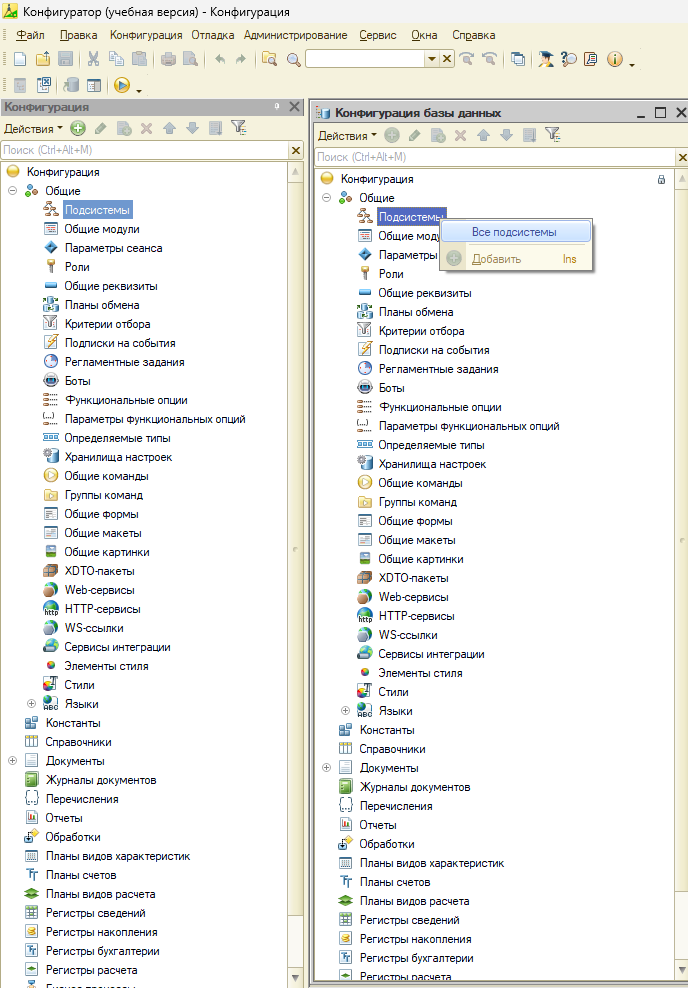 Конфигуратор (учебная версия) - Конфигурация
Файл Правка Конфигурация Отладка Администрирование Сервис Окна Справка
Конфигурация
Действия
Поиск (Ctrl+Alt+M)
Конфигурация
Общие
Подсистемы
Общие модули
Параметры сеанса
Роли
Общие реквизиты
Планы обмена
Критерии отбора
Подписки на события
Регламентные задания
Боты
Функциональные опции
Параметры функциональных опций
Определяемые типы
Хранилища настроек
Общие команды
Группы команд
Общие формы
Общие макеты
Общие картинки
XDTO-пакеты
Web-сервисы
HTTP-сервисы
WS-ссылки
Сервисы интеграции
Элементы стиля
Стили
Языки
Константы
Справочники
Документы
Журналы документов
Перечисления
Отчеты
Обработки
Планы видов характеристик
Планы счетов
Планы видов расчета
Регистры сведений
Регистры накопления
Регистры бухгалтерии
Регистры расчета
Конфигурация базы данных
Действия
Поиск (Ctrl+Alt+M)
Конфигурация
Общие
Подсистемы
Общие моду
Параметры
Роли
Все подсистемы
Добавить Ins
Общие реквизиты
Планы обмена
Критерии отбора
Подписки на события
Регламентные задания
Боты
Функциональные опции
Параметры функциональных опций
Определяемые типы
Хранилища настроек
Общие команды
Группы команд
Общие формы
Общие макеты
Общие картинки
XDTO-пакеты
Web-сервисы
HTTP-сервисы
WS-ссылки
Сервисы интеграции
Элементы стиля
Стили
Языки
Константы
Справочники
Документы
Журналы документов
Перечисления
Отчеты
Обработки
Планы видов характеристик
Планы счетов
Планы видов расчета
Регистры сведений
Регистры накопления
Регистры бухгалтерии
Регистры расчета